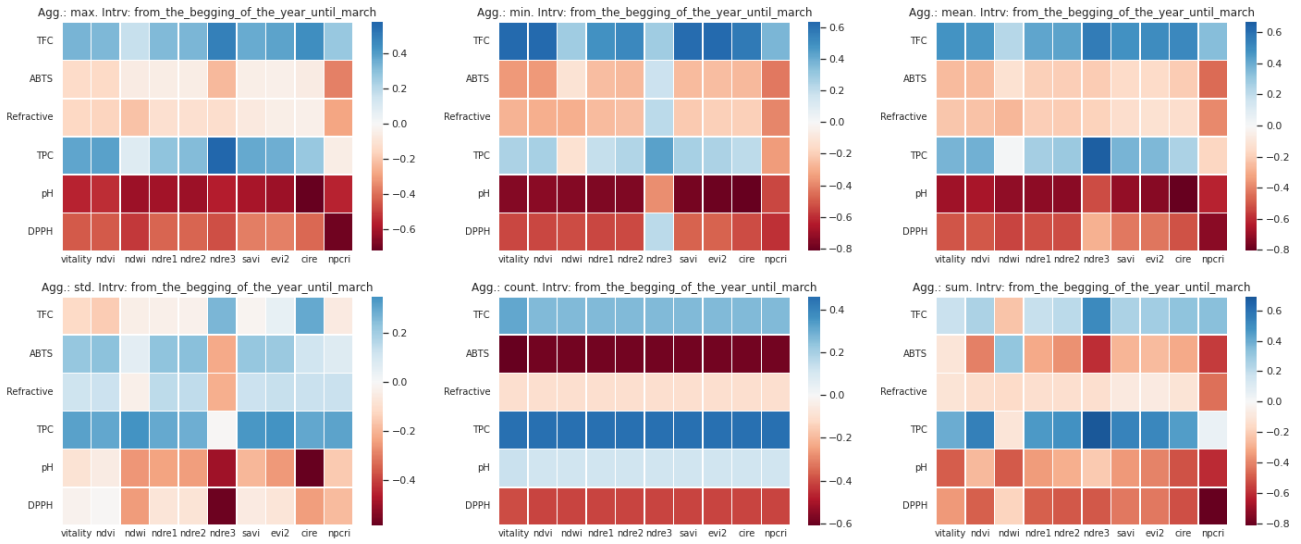 Agg.: max. Intrv: from_the_begging_of_the_year_until_march
TFC
ABTS
Refractive
TPC
pH
DPPH
vitality ndvi ndwi ndre1 ndre2 ndre3 savi evi2 cire npcri
0.4
0.2
0.0
−0.2
−0.4
−0.6
Agg.: min. Intrv: from_the_begging_of_the_year_until_march
TFC
ABTS
Refractive
TPC
pH
DPPH
vitality ndvi ndwi ndre1 ndre2 ndre3 savi evi2 cire npcri
0.6
0.4
0.2
0.0
−0.2
−0.4
−0.6
−0.8
Agg.: mean. Intrv: from_the_begging_of_the_year_until_march
TFC
ABTS
Refractive
TPC
pH
DPPH
vitality ndvi ndwi ndre1 ndre2 ndre3 savi evi2 cire npcri
0.6
0.4
0.2
0.0
−0.2
−0.4
−0.6
−0.8
Agg.: std. Intrv: from_the_begging_of_the_year_until_march
TFC
ABTS
Refractive
TPC
pH
DPPH
vitality ndvi ndwi ndre1 ndre2 ndre3 savi evi2 cire npcri
0.2
0.0
−0.2
−0.4
Agg.: count. Intrv: from_the_begging_of_the_year_until_march
TFC
ABTS
Refractive
TPC
pH
DPPH
vitality ndvi ndwi ndre1 ndre2 ndre3 savi evi2 cire npcri
0.4
0.2
0.0
−0.2
−0.4
−0.6
Agg.: sum. Intrv: from_the_begging_of_the_year_until_march
TFC
ABTS
Refractive
TPC
pH
DPPH
vitality ndvi ndwi ndre1 ndre2 ndre3 savi evi2 cire npcri
0.6
0.4
0.2
0.0
−0.2
−0.4
−0.6
−0.8